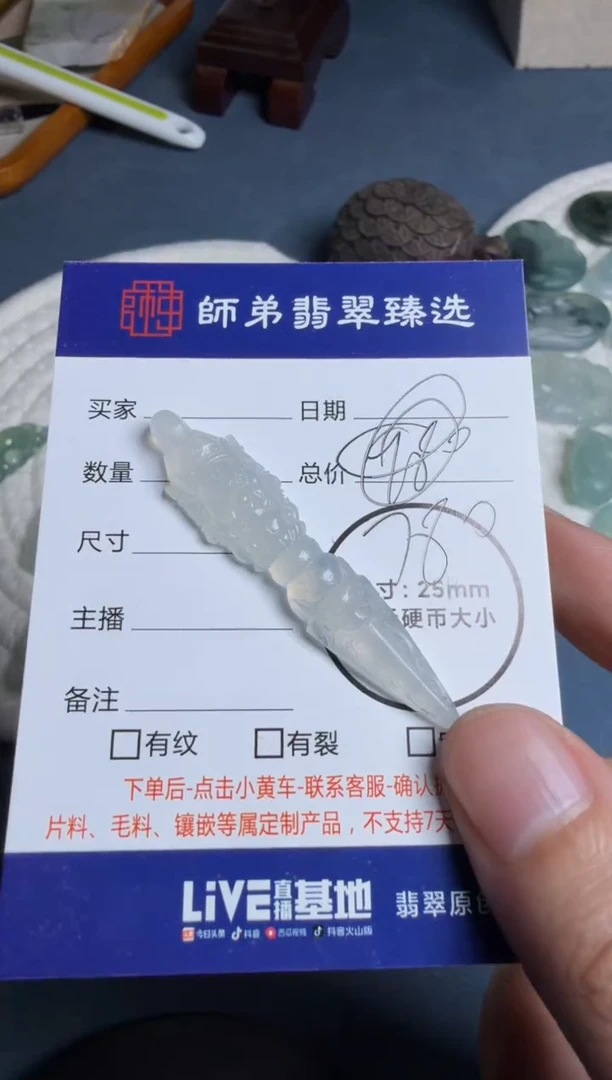 師弟翡翠臻选
买家 日期
数量 总价
尺寸
寸: 25mm
硬币大小
主播
备注
□有纹 □有裂 □
下单后-点击小黄车-联系客服-确认
片料、毛料、镶嵌等属定制产品，不支持7天
LiVE直播基地 翡翠原创
今日头条 抖音 西瓜视频 抖音火山版